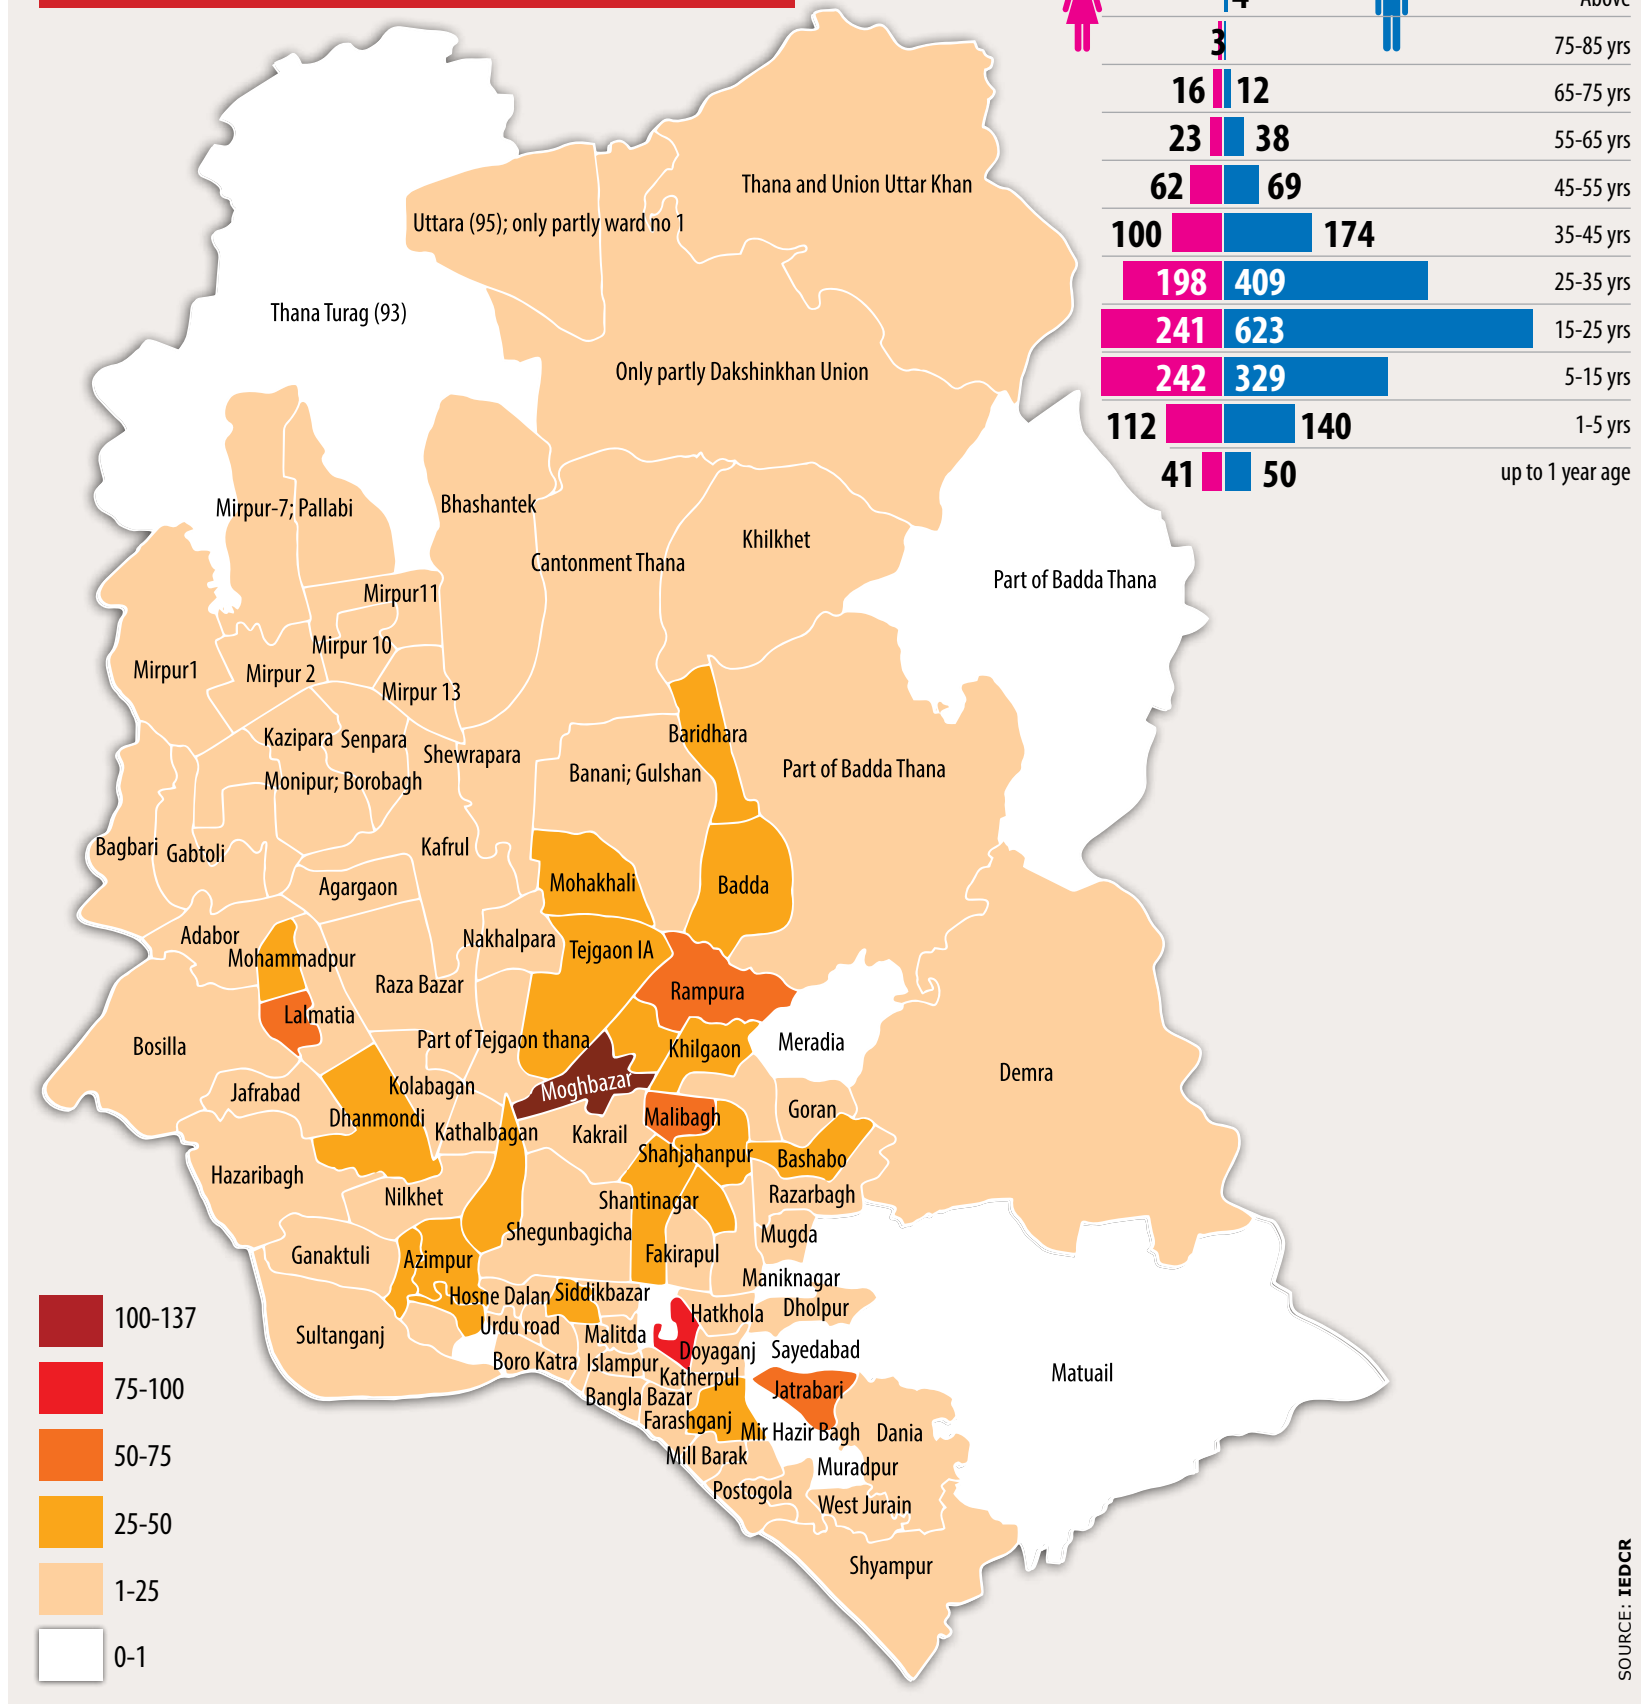 4
Above
3
75-85 yrs
16 12
65-75 yrs
23 38
55-65 yrs
62 69
45-55 yrs
100 174
35-45 yrs
198 409
25-35 yrs
241 623
15-25 yrs
242 329
5-15 yrs
112 140
1-5 yrs
41 50
up to 1 year age
Thana and Union Uttar Khan
Uttara (95); only partly ward no 1
Thana Turag (93)
Only partly Dakshinkhan Union
Mirpur-7; Pallabi
Bhashantek
Cantonment Thana
Khilkhet
Part of Badda Thana
Mirpur11
Mirpur 10
Mirpur1
Mirpur 2
Mirpur 13
Kazipara
Senpara
Shewrapara
Baridhara
Banani; Gulshan
Part of Badda Thana
Monipur; Borobagh
Bagbari
Gabtoli
Kafrul
Agargaon
Mohakhali
Badda
Adabor
Mohammadpur
Nakhalpara
Tejgaon IA
Raza Bazar
Rampura
Lalmatia
Bosilla
Part of Tejgaon thana
Khilgaon
Meradia
Demra
Jafrabad
Kolabagan
Moghbazar
Dhanmondi
Kathalbagan
Kakrail
Malibagh
Goran
Shahjahanpur
Bashabo
Hazaribagh
Nilkhet
Shantinagar
Razarbagh
Shegunbagicha
Mugda
Ganaktuli
Azimpur
Fakirapul
Maniknagar
Hosne Dalan
Siddikbazar
Hatkhola
Dholpur
Sultanganj
Urdu road
Malitda
Doyaganj
Sayedabad
Boro Katra
Islampur
Katherpul
Matuail
Bangla Bazar
Jatrabari
Farashganj
Mir Hazir Bagh
Dania
Mill Barak
Muradpur
Postogola
West Jurain
Shyampur
100-137
75-100
50-75
25-50
1-25
0-1
SOURCE: IEDCR